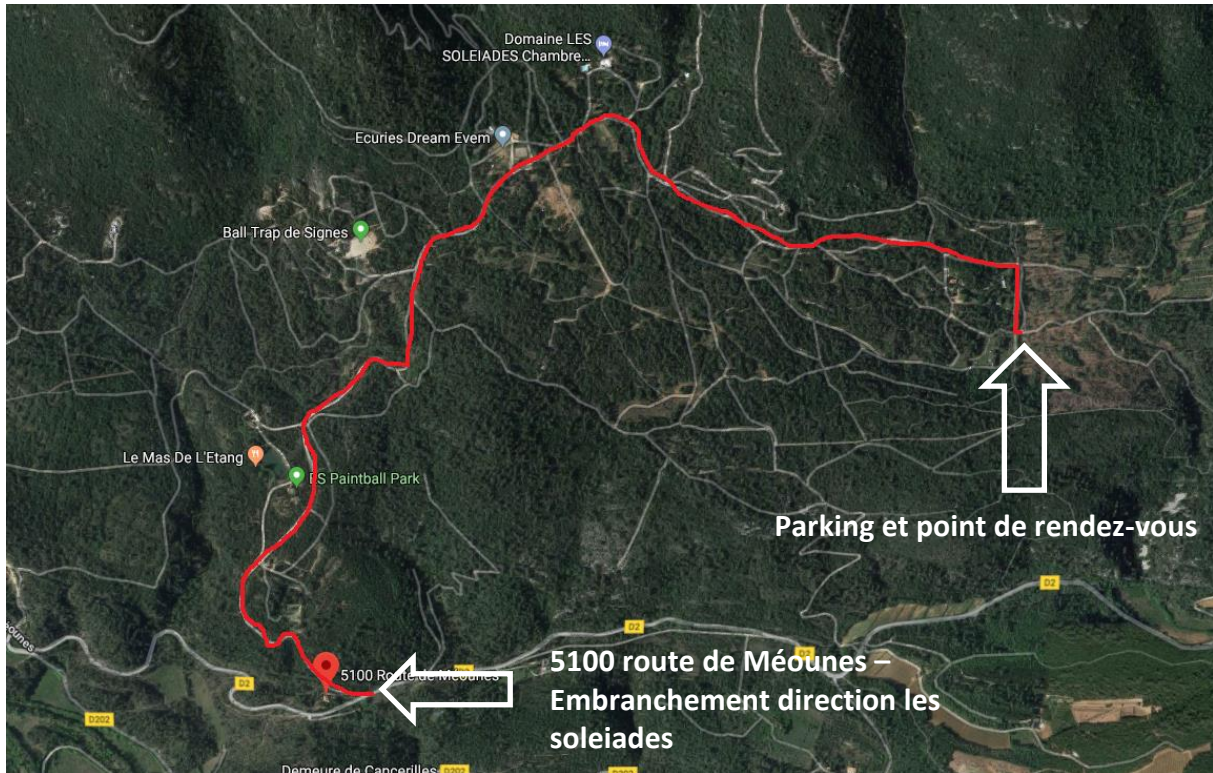 Domaine LES
SOLEIADES Chambre...
Ecuries Dream Evem
Ball Trap de Signes
Le Mas De L'Etang
BS Paintball Park
Parking et point de rendez-vous
D2
D2
D2
D2
5100 Route de Méounes
5100 route de Méounes –
Embranchement direction les
soleiades
D202
Demeure de Cancerilles
D202